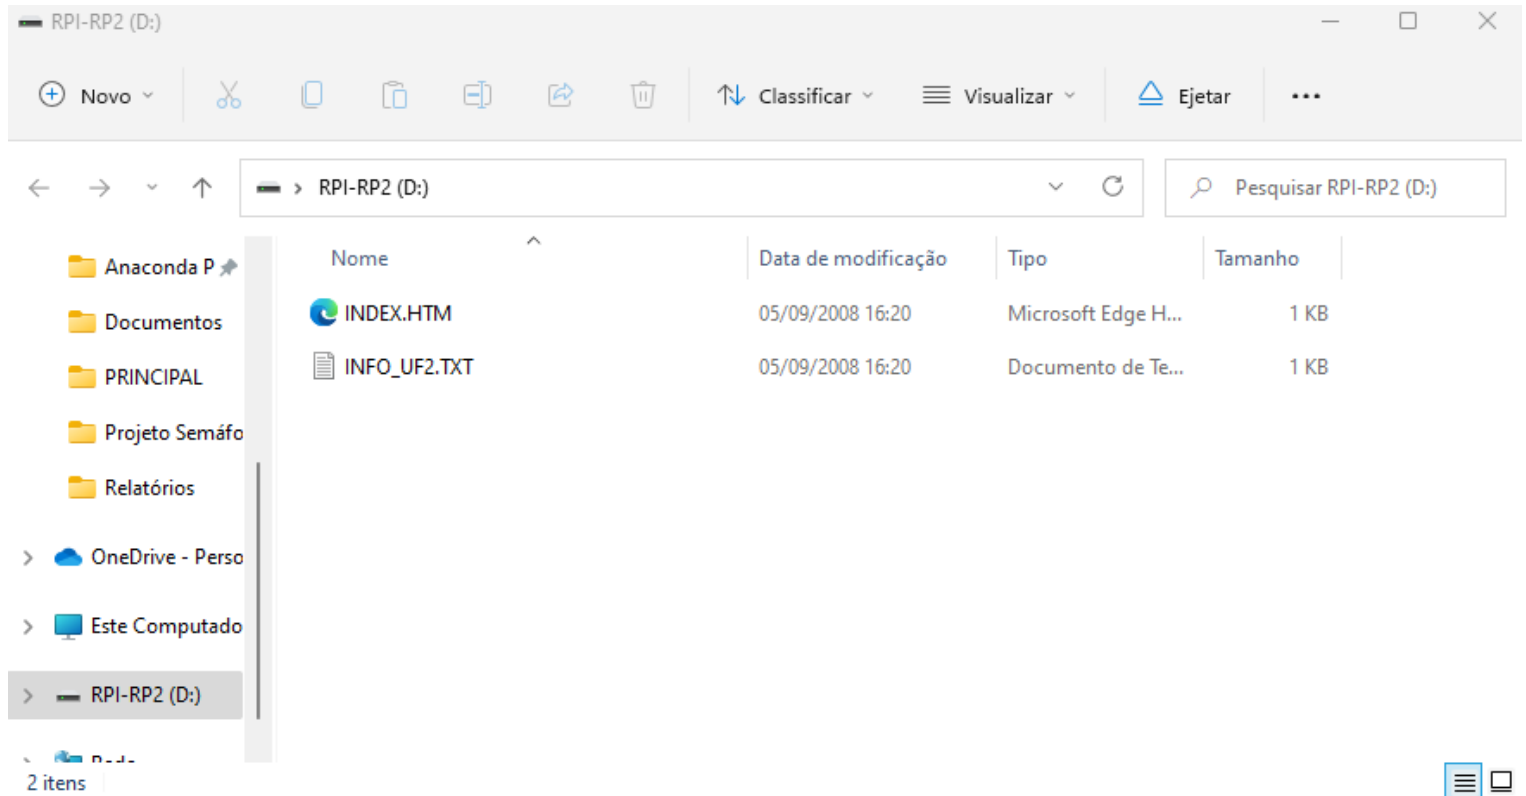 RPI-RP2 (D:)
Novo
Classificar
Visualizar
Ejetar
RPI-RP2 (D:)
Pesquisar RPI-RP2 (D:)
Nome Data de modificação Tipo Tamanho
INDEX.HTM 05/09/2008 16:20 Microsoft Edge H... 1 KB
INFO_UF2.TXT 05/09/2008 16:20 Documento de Te... 1 KB
Anaconda P
Documentos
PRINCIPAL
Projeto Semáfo
Relatórios
OneDrive - Perso
Este Computado
RPI-RP2 (D:)
2 itens